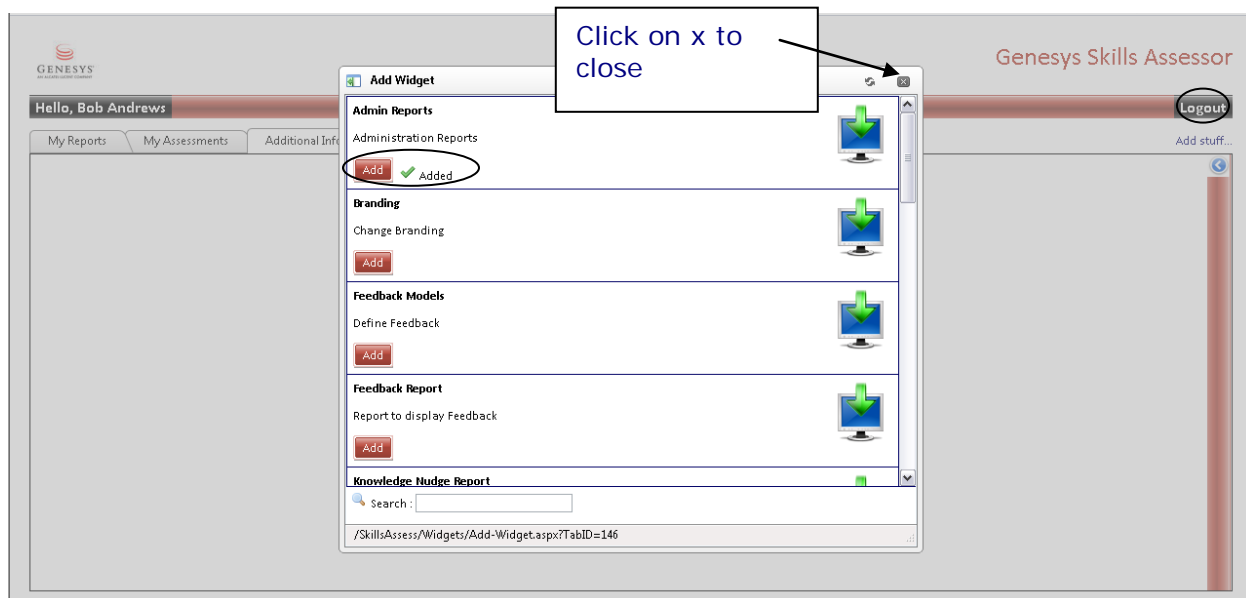 Click on x to
close
GENESYS
Genesys Skills Assessor
Add Widget
Hello, Bob Andrews
Logout
My Reports
My Assessments
Additional Info
Add stuff...
Admin Reports
Administration Reports
Add
Added
Branding
Change Branding
Add
Feedback Models
Define Feedback
Add
Feedback Report
Report to display Feedback
Add
Knowledge Nudge Report
Search :
/SkillsAssess/Widgets/Add-Widget.aspx?TabID=146